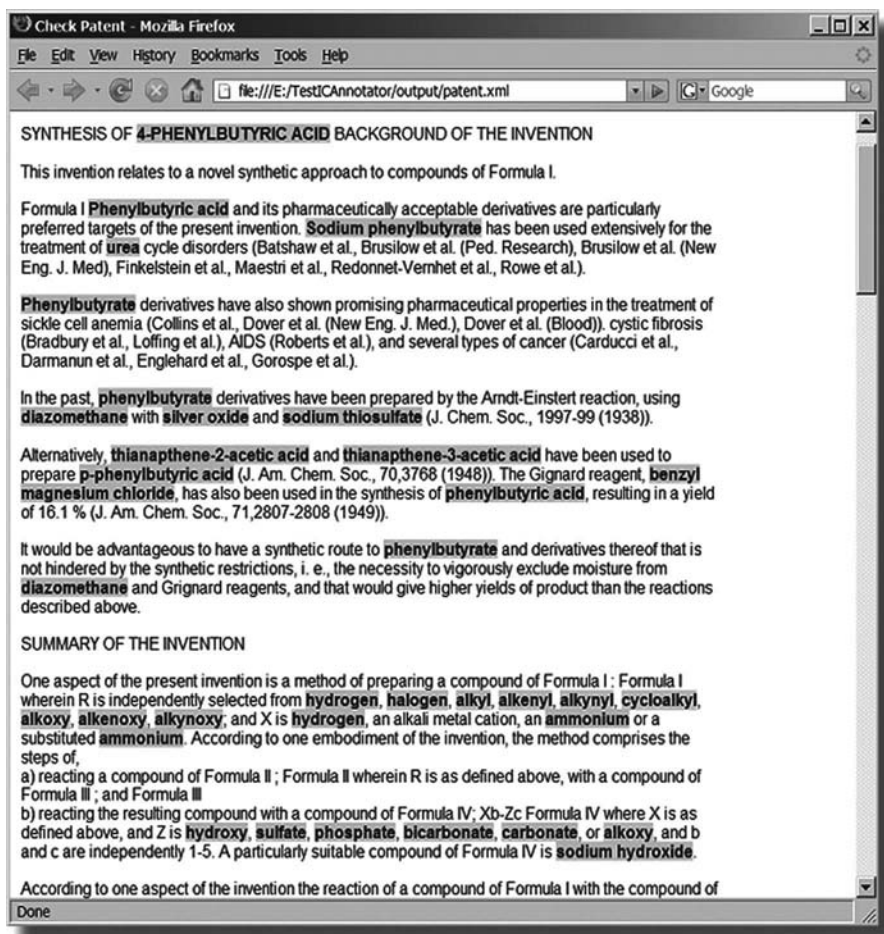 Check Patent - Mozilla Firefox
File Edit View History Bookmarks Tools Help
file:///E:/TestICAnnotator/output/patent.xml
G Google
SYNTHESIS OF 4-PHENYLBUTYRIC ACID BACKGROUND OF THE INVENTION
This invention relates to a novel synthetic approach to compounds of Formula I.
Formula I Phenylbutyric acid and its pharmaceutically acceptable derivatives are particularly
preferred targets of the present invention. Sodium phenylbutyrate has been used extensively for the
treatment of urea cycle disorders (Batshaw et al., Brusilow et al. (Ped. Research), Brusilow et al. (New
Eng. J. Med), Finkelstein et al., Maestri et al., Redonnet-Vernhet et al., Rowe et al.).
Phenylbutyrate derivatives have also shown promising pharmaceutical properties in the treatment of
sickle cell anemia (Collins et al., Dover et al. (New Eng. J. Med.), Dover et al. (Blood)). cystic fibrosis
(Bradbury et al., Loffing et al.), AIDS (Roberts et al.), and several types of cancer (Carducci et al.,
Darmanun et al., Englehard et al., Gorospe et al.).
In the past, phenylbutyrate derivatives have been prepared by the Arndt-Einstert reaction, using
diazomethane with silver oxide and sodium thiosulfate (J. Chem. Soc., 1997-99 (1938)).
Alternatively, thianapthene-2-acetic acid and thianapthene-3-acetic acid have been used to
prepare p-phenylbutyric acid (J. Am. Chem. Soc., 70,3768 (1948)). The Gignard reagent, benzyl
magnesium chloride, has also been used in the synthesis of phenylbutyric acid, resulting in a yield
of 16.1 % (J. Am. Chem. Soc., 71,2807-2808 (1949)).
It would be advantageous to have a synthetic route to phenylbutyrate and derivatives thereof that is
not hindered by the synthetic restrictions, i. e., the necessity to vigorously exclude moisture from
diazomethane and Grignard reagents, and that would give higher yields of product than the reactions
described above.
SUMMARY OF THE INVENTION
One aspect of the present invention is a method of preparing a compound of Formula I : Formula I
wherein R is independently selected from hydrogen, halogen, alkyl, alkenyl, alkynyl, cycloalkyl,
alkoxy, alkenoxy, alkynoxy; and X is hydrogen, an alkali metal cation, an ammonium or a
substituted ammonium. According to one embodiment of the invention, the method comprises the
steps of,
a) reacting a compound of Formula II ; Formula II wherein R is as defined above, with a compound of
Formula III ; and Formula III
b) reacting the resulting compound with a compound of Formula IV; Xb-Zc Formula IV where X is as
defined above, and Z is hydroxy, sulfate, phosphate, bicarbonate, carbonate, or alkoxy, and b
and c are independently 1-5. A particularly suitable compound of Formula IV is sodium hydroxide.
According to one aspect of the invention the reaction of a compound of Formula I with the compound of
Done